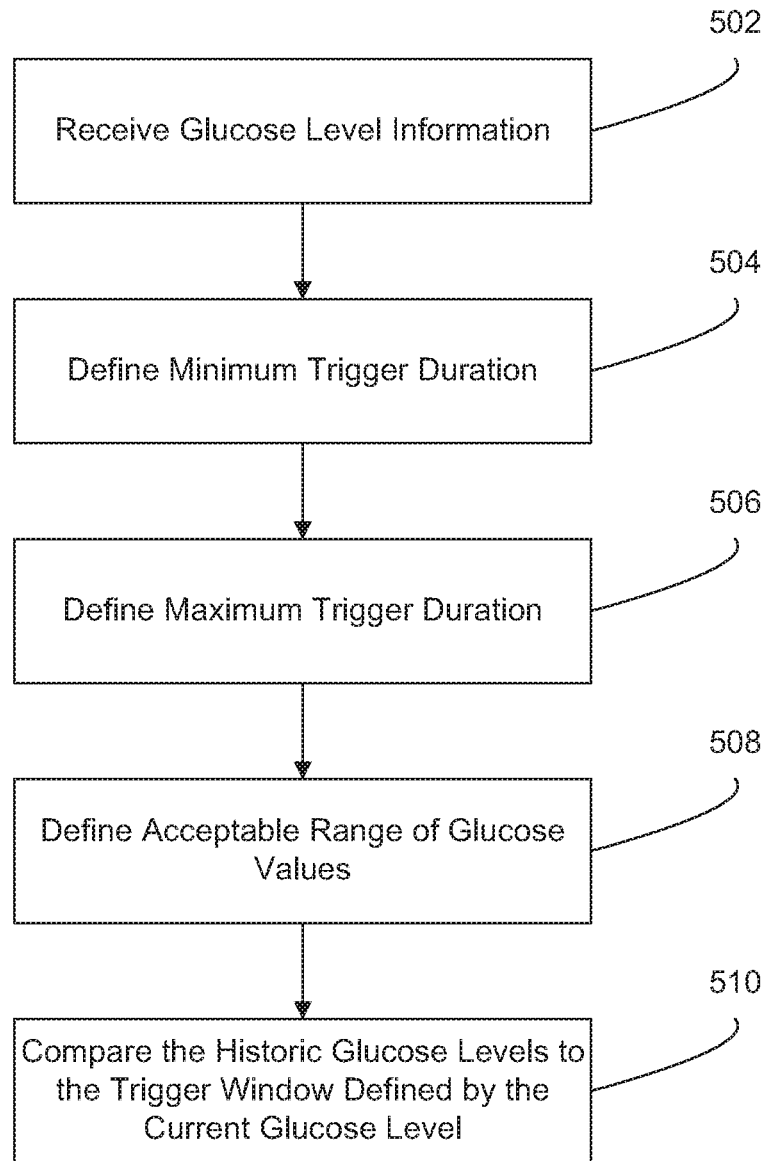 502
Receive Glucose Level Information
504
Define Minimum Trigger Duration
506
Define Maximum Trigger Duration
508
Define Acceptable Range of Glucose
Values
510
Compare the Historic Glucose Levels to
the Trigger Window Defined by the
Current Glucose Level